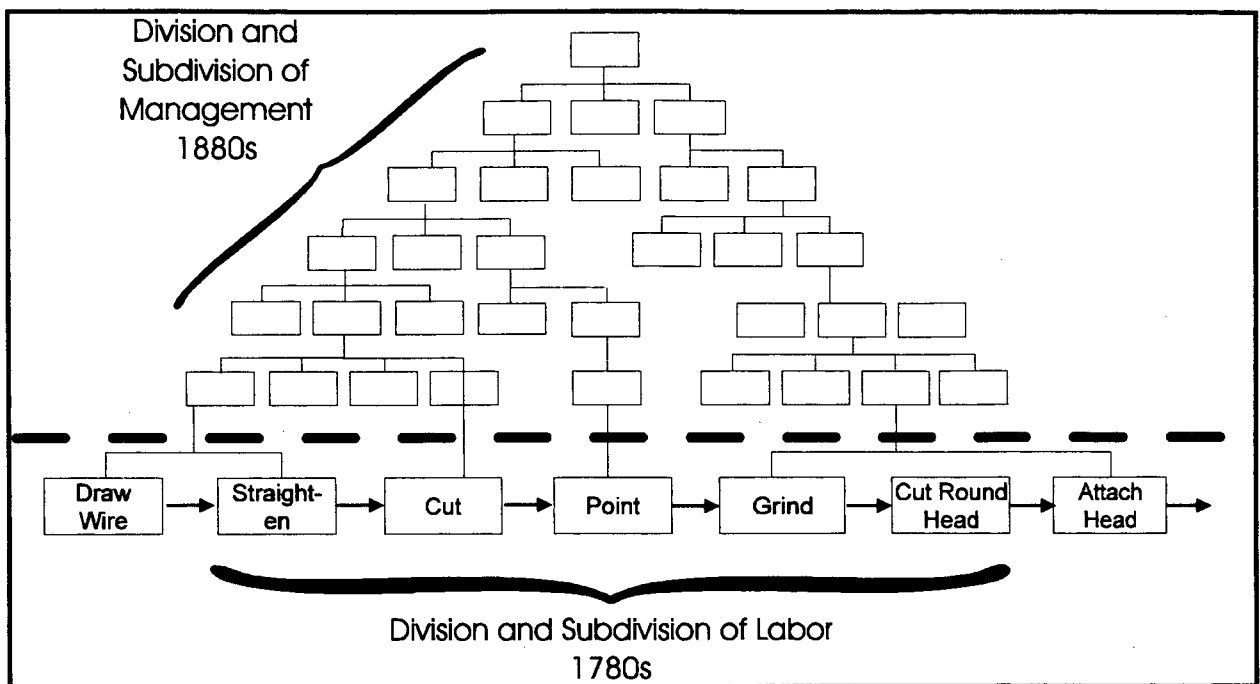 Division and
Subdivision of
Management
1880s
Draw
Wire
Straight-
en
Cut
Point
Grind
Cut Round
Head
Attach
Head
Division and Subdivision of Labor
1780s